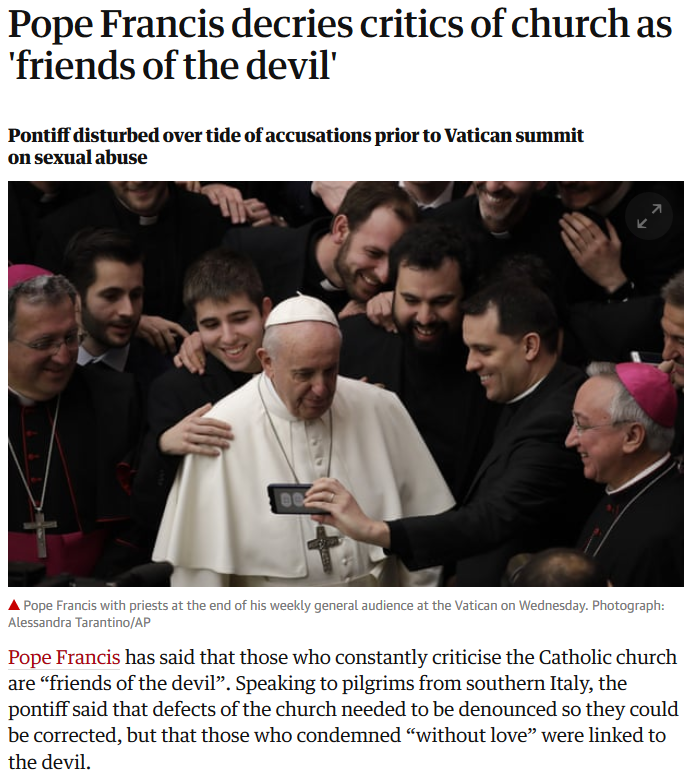 Pope Francis decries critics of church as
'friends of the devil'
Pontiff disturbed over tide of accusations prior to Vatican summit
on sexual abuse
Pope Francis with priests at the end of his weekly general audience at the Vatican on Wednesday. Photograph:
Alessandra Tarantino/AP
Pope Francis has said that those who constantly criticise the Catholic church
are “friends of the devil”. Speaking to pilgrims from southern Italy, the
pontiff said that defects of the church needed to be denounced so they could
be corrected, but that those who condemned “without love” were linked to
the devil.